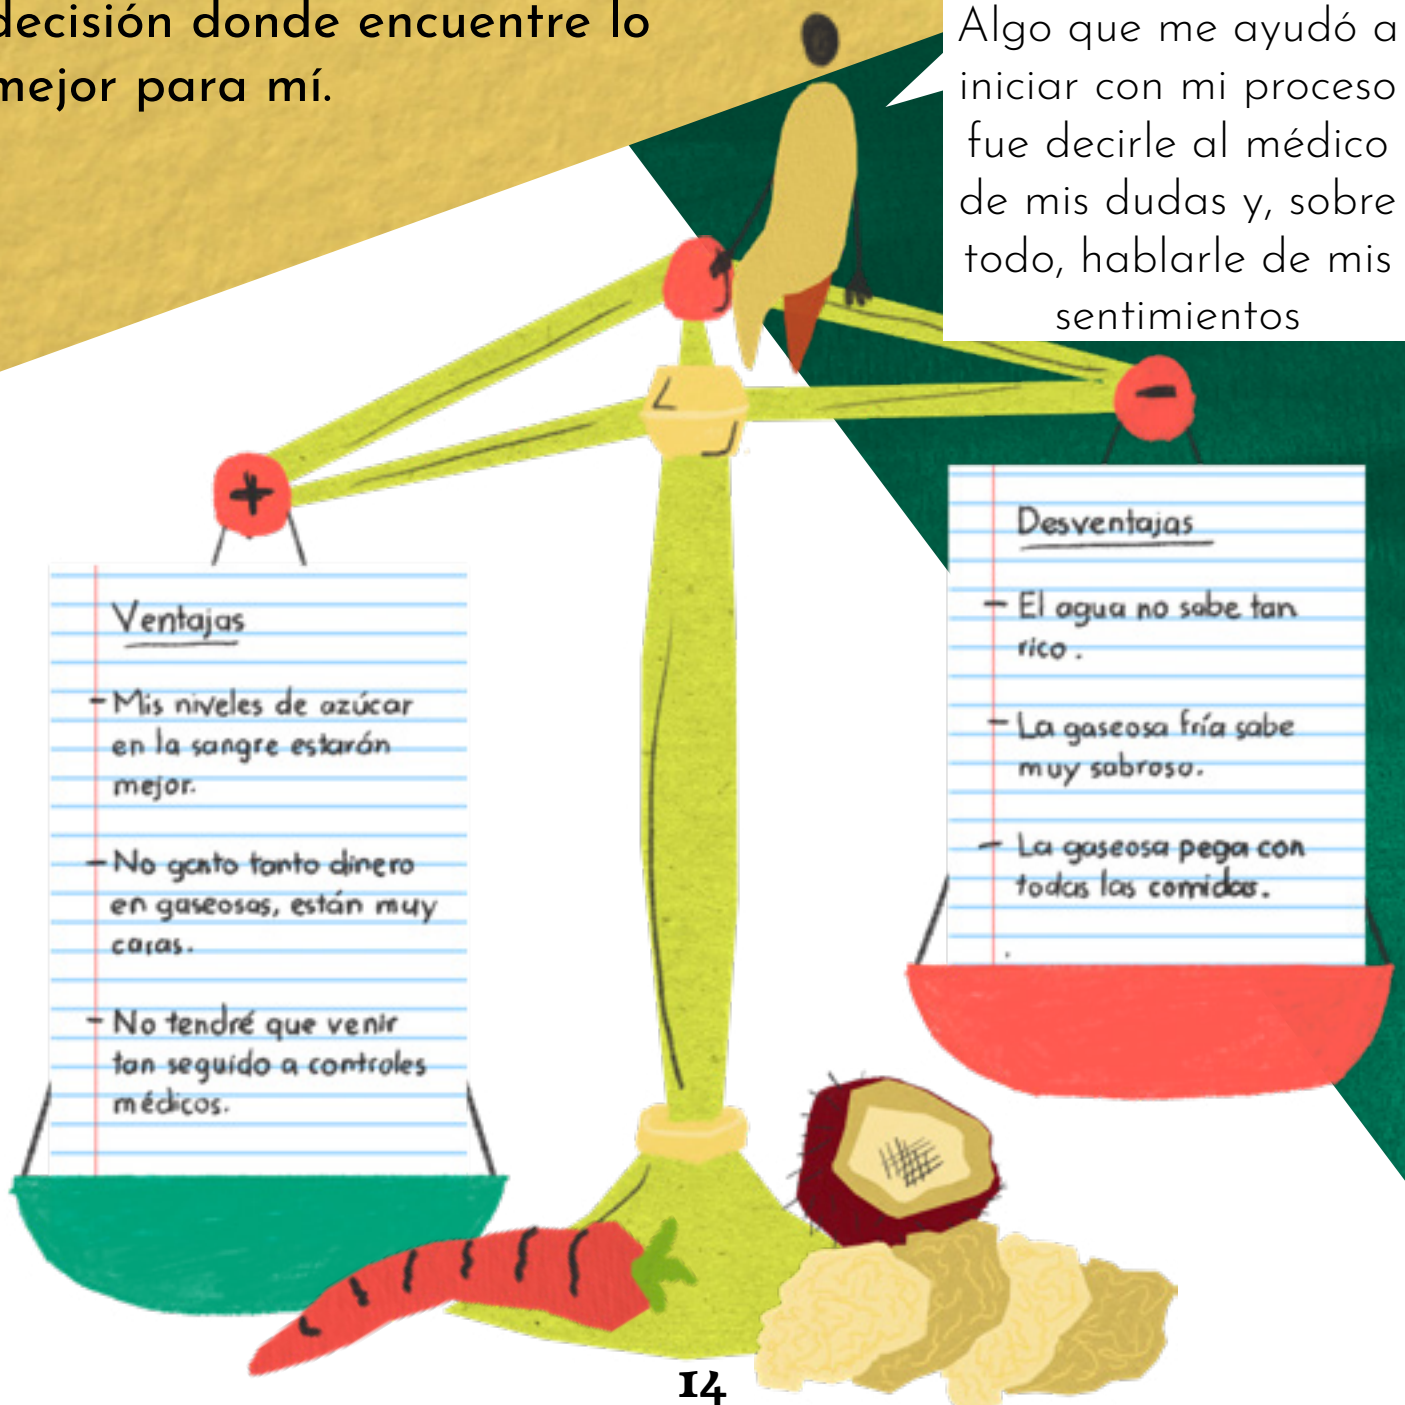 decisión donde encuentre lo
mejor para mí.
Algo que me ayudó a
iniciar con mi proceso
fue decirle al médico
de mis dudas y, sobre
todo, hablarle de mis
sentimientos
+
-
Ventajas
- Mis niveles de azúcar
en la sangre estarán
mejor.
- No gasto tanto dinero
en gaseosas, están muy
caras.
- No tendré que venir
tan seguido a controles
médicos.
Desventajas
- El agua no sabe tan
rico.
- La gaseosa fría sabe
muy sabroso.
- La gaseosa pega con
todas las comidas.
14